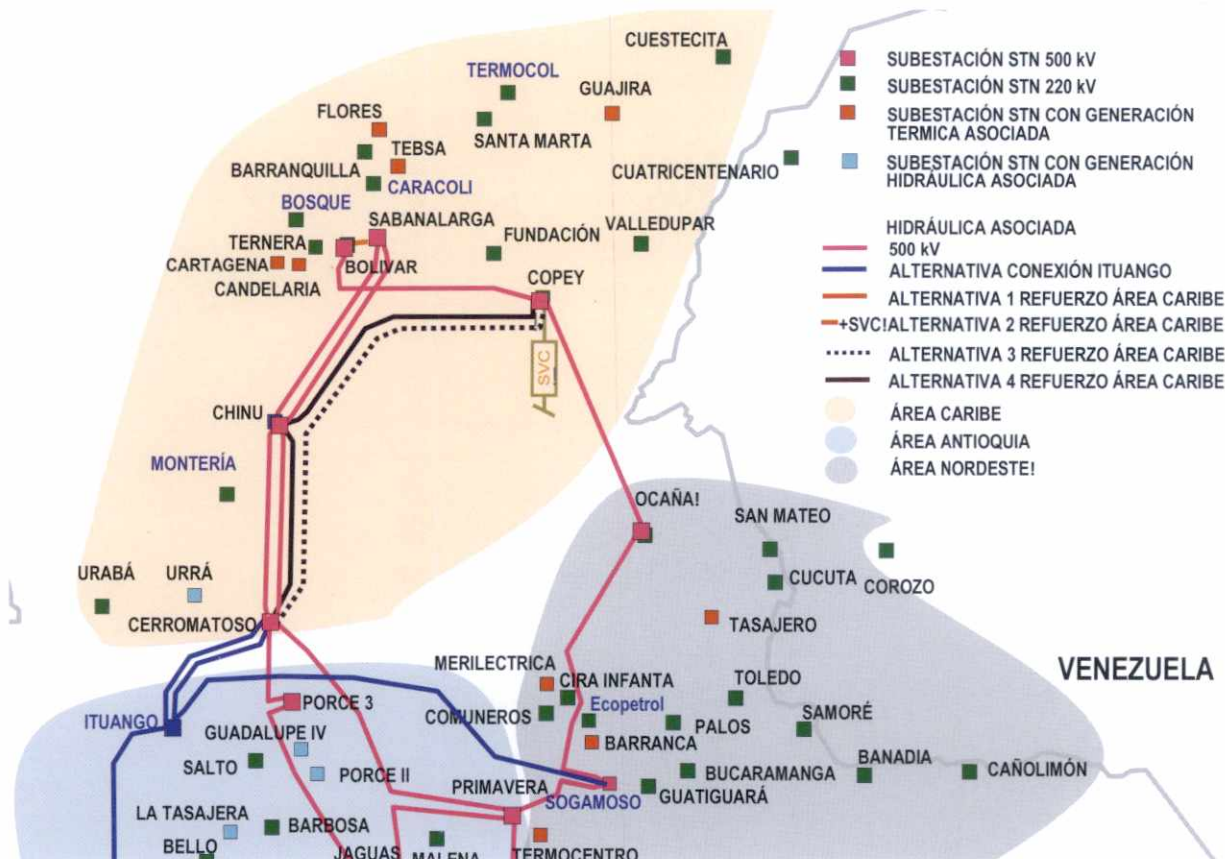 CUESTECITA
TERMOCOL
GUAJIRA
FLORES
SANTA MARTA
TEBSA
BARRANQUILLA
CUATRICENTENARIO
CARACOLI
BOSQUE
SABANALARGA
VALLEDUPAR
FUNDACIÓN
TERNERA
CARTAGENA
BOLIVAR
COPEY
CANDELARIA
SVC
CHINU
MONTERÍA
OCAÑA!
SAN MATEO
URABÁ
URRÁ
CUCUTA
COROZO
CERROMATOSO
TASAJERO
MERILECTRICA
CIRA INFANTA
TOLEDO
VENEZUELA
ITUANGO
PORCE 3
COMUNEROS
Ecopetrol
PALOS
SAMORÉ
GUADALUPE IV
BARRANCA
SALTO
PORCE II
PRIMAVERA
BUCARAMANGA
BANADIA
CAÑOLIMÓN
SOGAMOSO
GUATIGUARÁ
LA TASAJERA
BARBOSA
BELLO
JAGUAS
MALENA
TERMOCENTRO
SUBESTACIÓN STN 500 kV
SUBESTACIÓN STN 220 kV
SUBESTACIÓN STN CON GENERACIÓN
TERMICA ASOCIADA
SUBESTACIÓN STN CON GENERACIÓN
HIDRÁULICA ASOCIADA
HIDRÁULICA ASOCIADA
500 kV
ALTERNATIVA CONEXIÓN ITUANGO
ALTERNATIVA 1 REFUERZO ÁREA CARIBE
+SVC!ALTERNATIVA 2 REFUERZO ÁREA CARIBE
ALTERNATIVA 3 REFUERZO ÁREA CARIBE
ALTERNATIVA 4 REFUERZO ÁREA CARIBE
ÁREA CARIBE
ÁREA ANTIOQUIA
ÁREA NORDESTE!